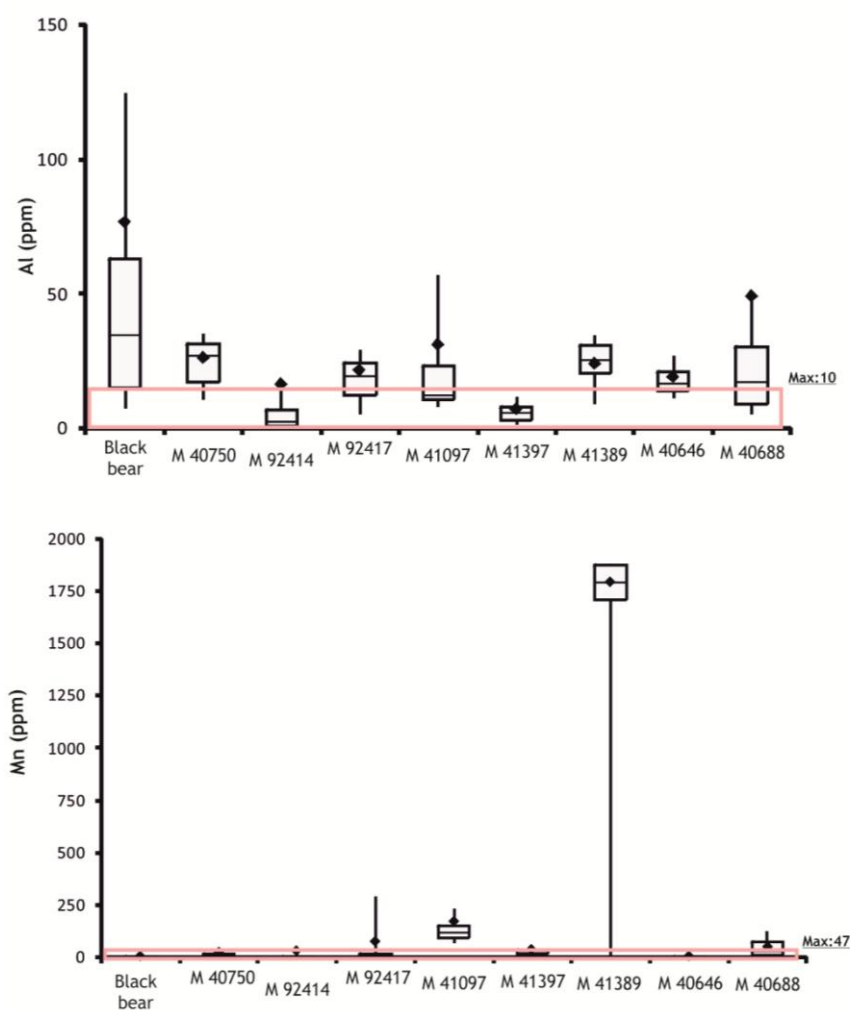 150
100
50
0
Al (ppm)
Max:10
Black
bear
M 40750
M 92414
M 92417
M 41097
M 41397
M 41389
M 40646
M 40688
2000
1750
1500
1250
1000
750
500
250
0
Mn (ppm)
Max:47
Black
bear
M 40750
M 92414
M 92417
M 41097
M 41397
M 41389
M 40646
M 40688